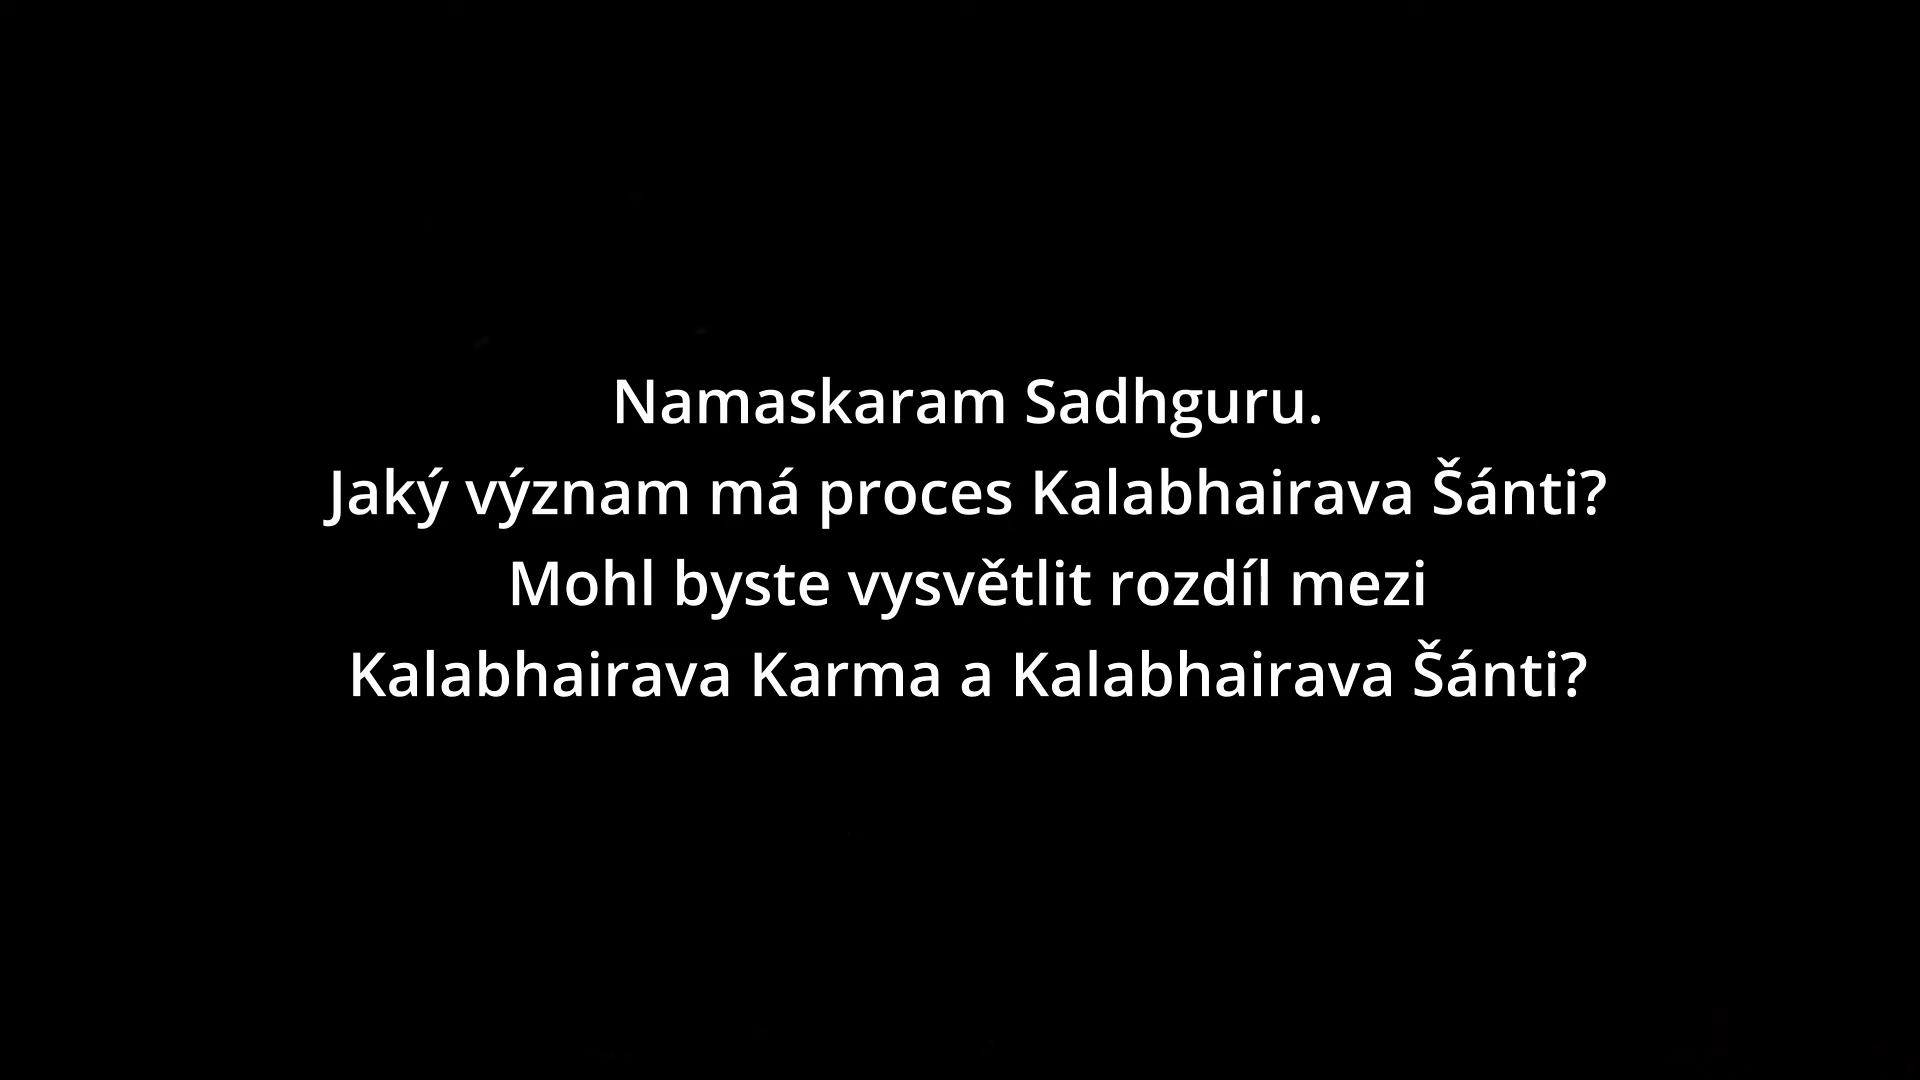 Namaskaram Sadhguru.
Jaký význam má proces Kalabhairava Šánti?
Mohl byste vysvětlit rozdíl mezi
Kalabhairava Karma a Kalabhairava Šánti?